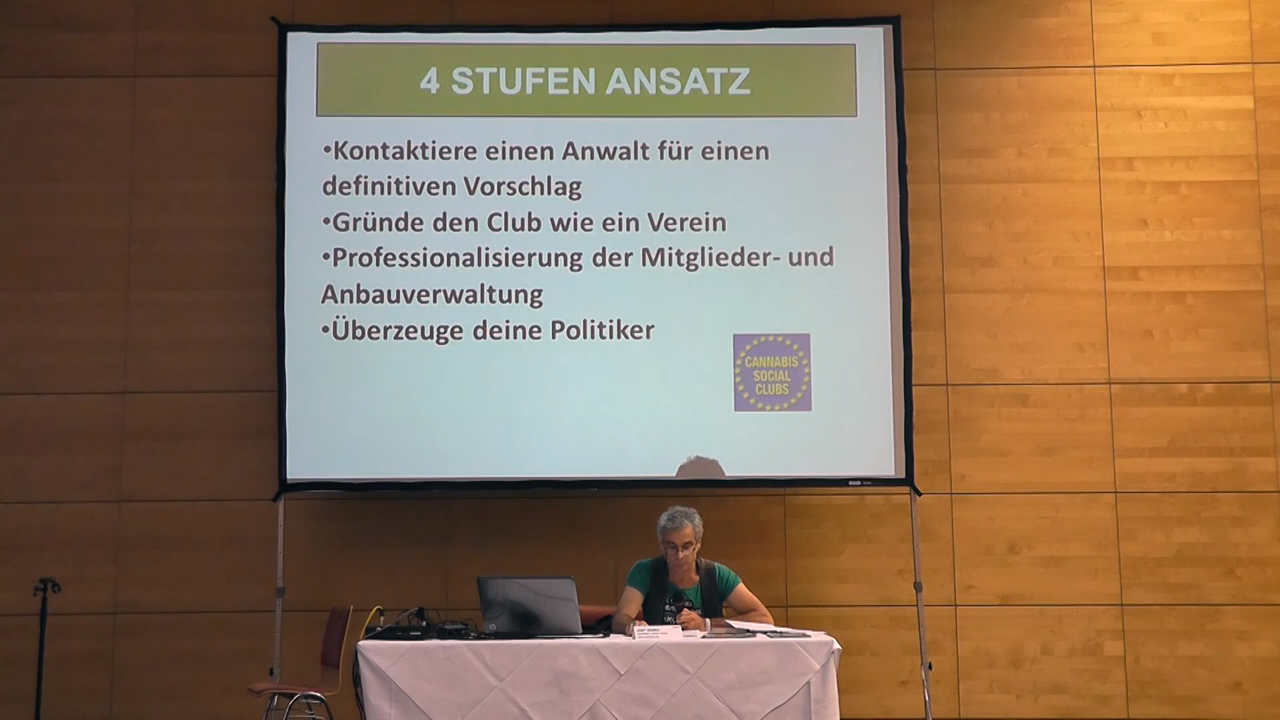 4 STUFEN ANSATZ
•Kontaktiere einen Anwalt für einen
definitiven Vorschlag
•Gründe den Club wie ein Verein
•Professionalisierung der Mitglieder- und
Anbauverwaltung
•Überzeuge deine Politiker
CANNABIS
SOCIAL
CLUBS